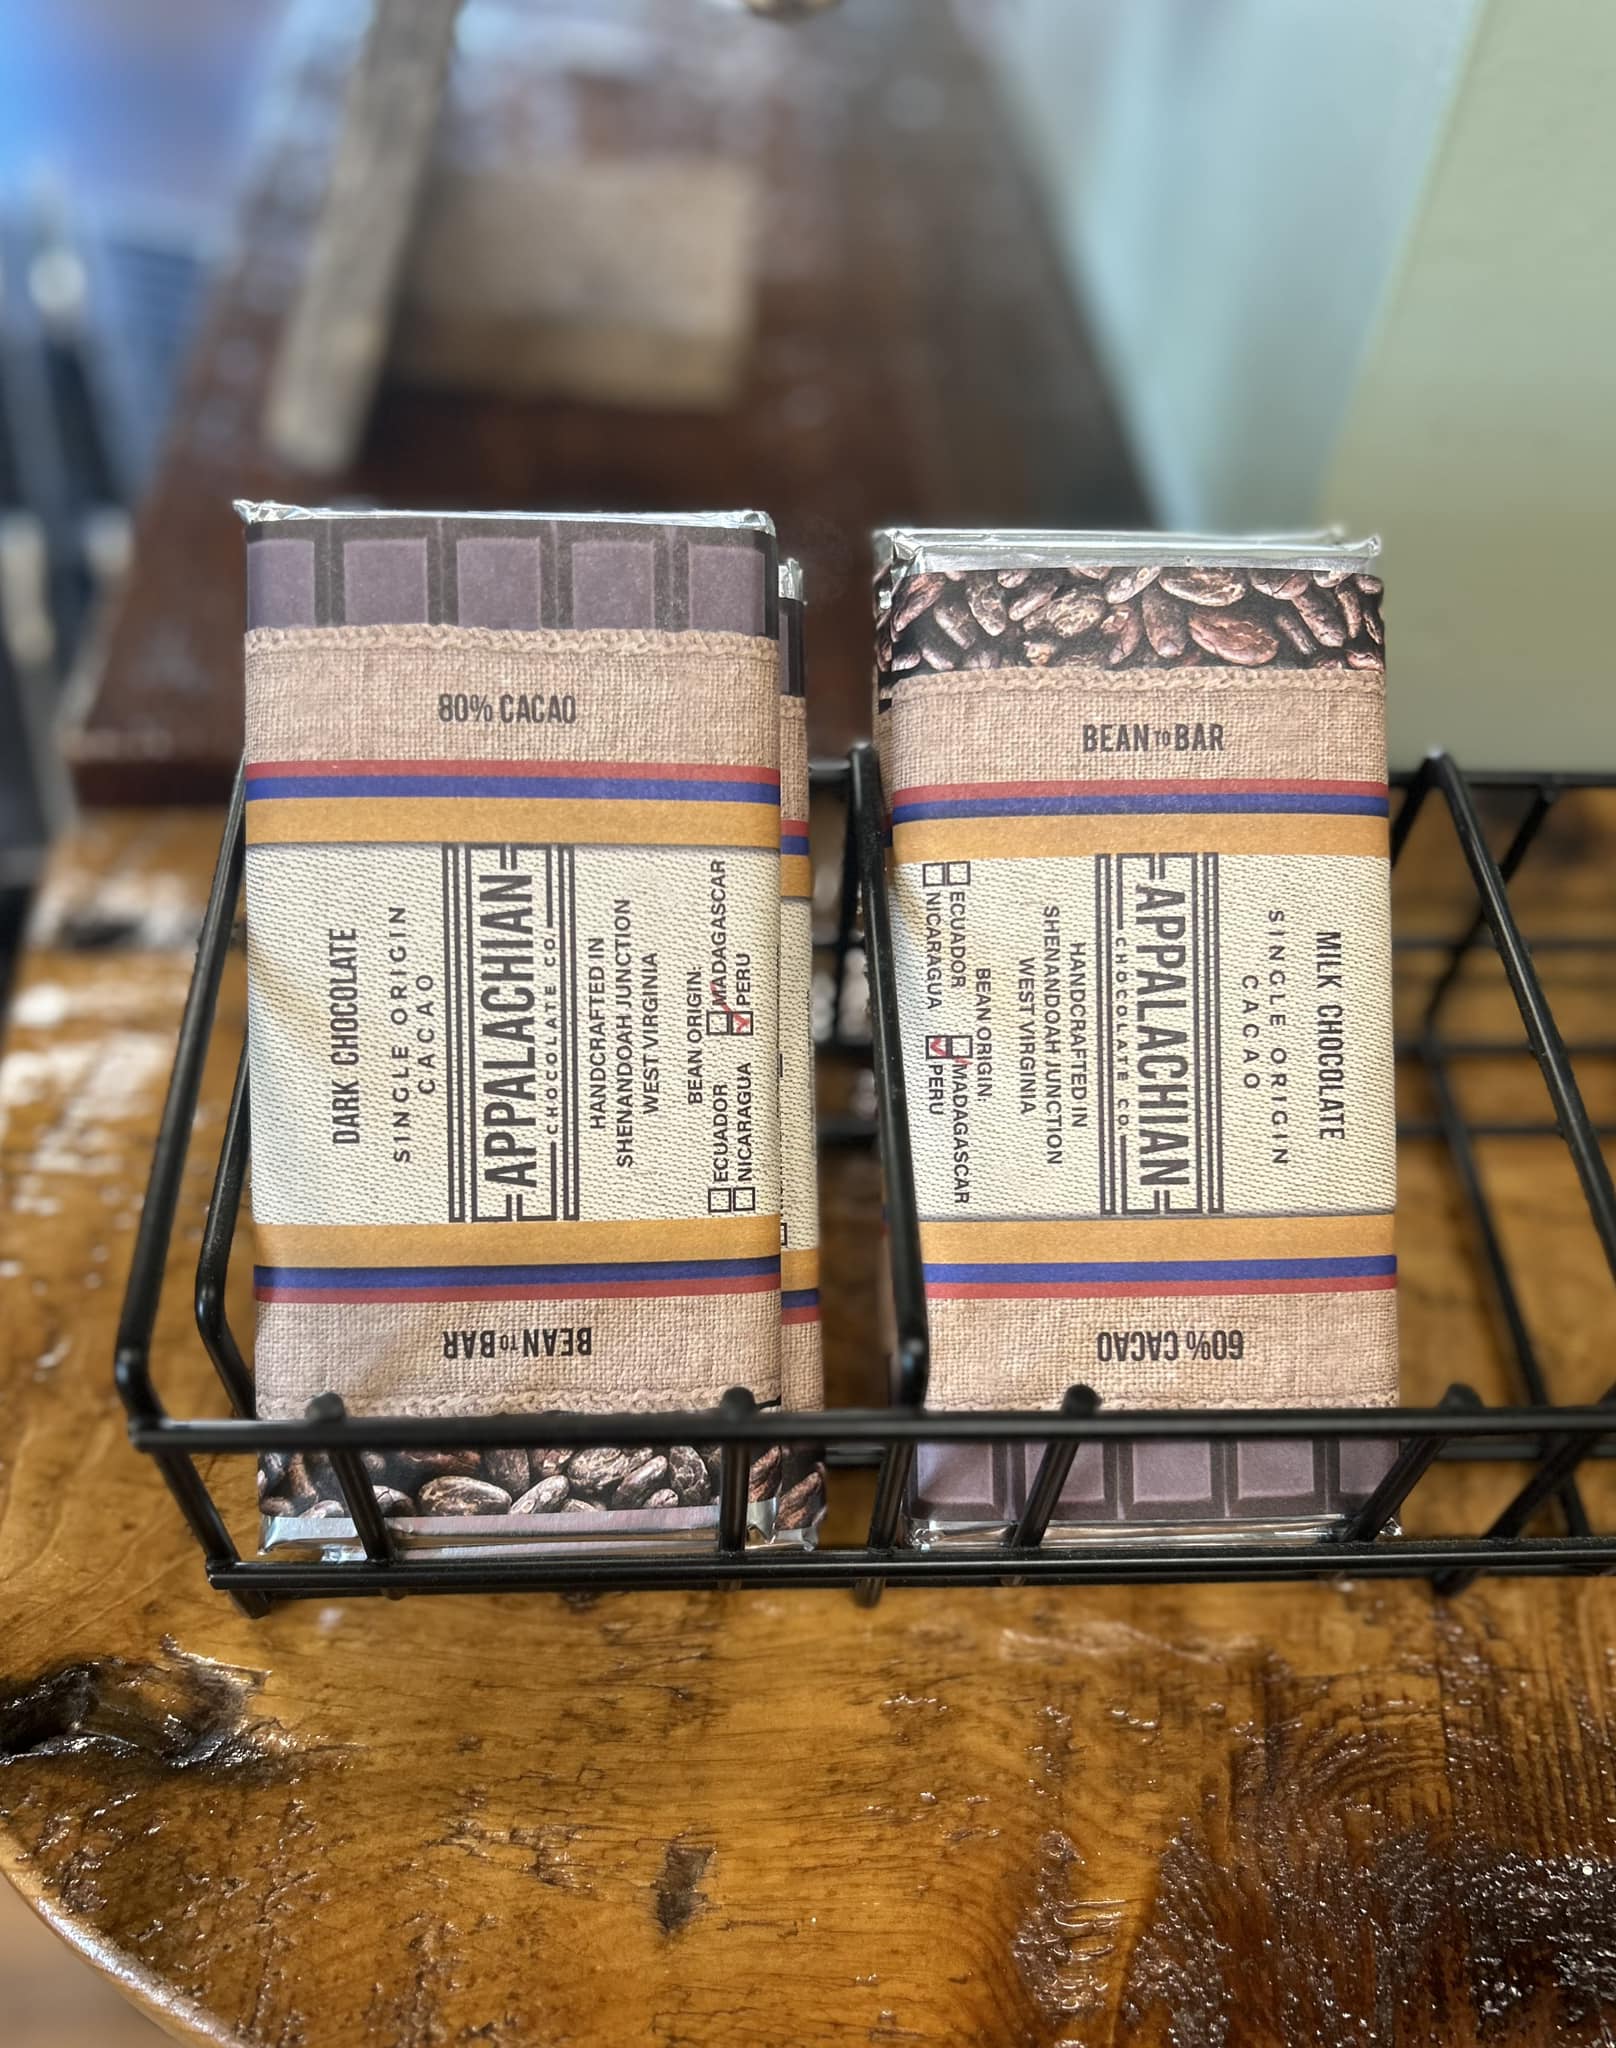 80% CACAO
DARK CHOCOLATE
SINGLE ORIGIN
CACAO
APPALACHIAN
CHOCOLATE CO.
HANDCRAFTED IN
SHENANDOAH JUNCTION
WEST VIRGINIA
BEAN ORIGIN:
ECUADOR MADAGASCAR
NICARAGUA PERU
BEAN TO BAR
BEAN TO BAR
MILK CHOCOLATE
SINGLE ORIGIN
CACAO
APPALACHIAN
CHOCOLATE CO.
HANDCRAFTED IN
SHENANDOAH JUNCTION
WEST VIRGINIA
BEAN ORIGIN:
ECUADOR MADAGASCAR
NICARAGUA PERU
60% CACAO